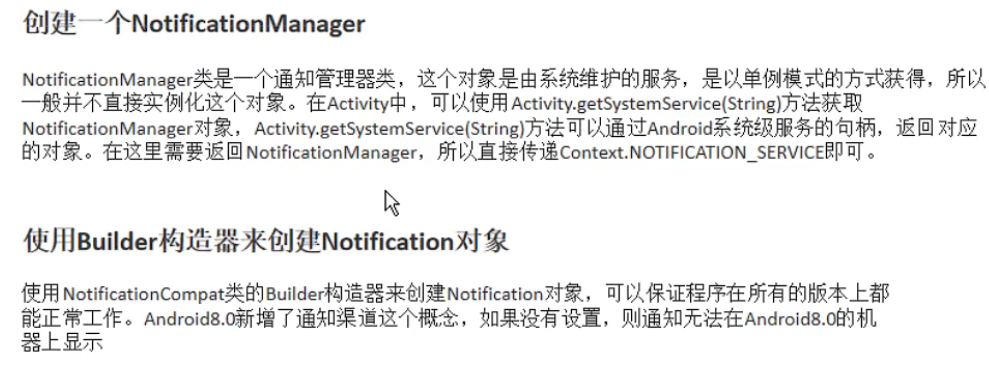 创建一个NotificationManager
NotificationManager类是一个通知管理器类，这个对象是由系统维护的服务，是以单例模式的方式获得，所以
一般并不直接实例化这个对象。在Activity中，可以使用Activity.getSystemService(String)方法获取
NotificationManager对象，Activity.getSystemService(String)方法可以通过Android系统级服务的句柄，返回对应
的对象。在这里需要返回NotificationManager，所以直接传递Context.NOTIFICATION_SERVICE即可。
使用Builder构造器来创建Notification对象
使用NotificationCompat类的Builder构造器来创建Notification对象，可以保证程序在所有的版本上都
能正常工作。Android8.0新增了通知渠道这个概念，如果没有设置，则通知无法在Android8.0的机
器上显示